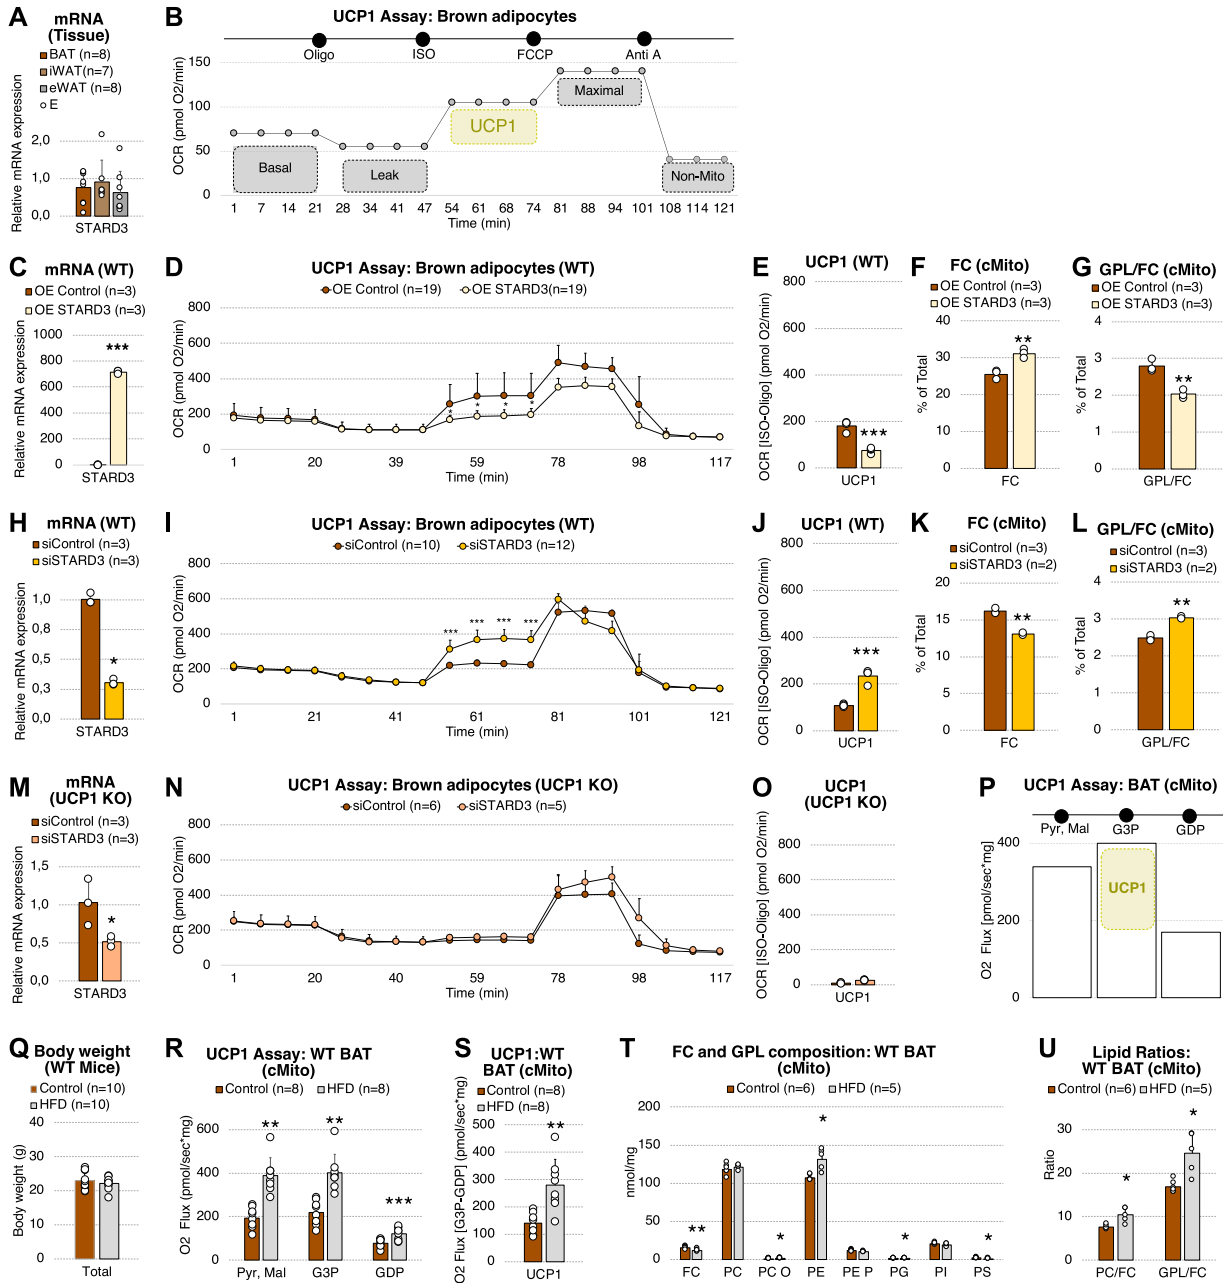 A
mRNA
(Tissue)
BAT (n=8)
iWAT(n=7)
eWAT (n=8)
E
Relative mRNA expression
2,0
1,0
0,0
STARD3
B
UCP1 Assay: Brown adipocytes
Oligo
ISO
FCCP
Anti A
OCR (pmol O2/min)
150
100
50
0
Basal
Leak
UCP1
Maximal
Non-Mito
1 7 14 21 28 34 41 47 54 61 68 74 81 88 94 101 108 114 121
Time (min)
C
mRNA (WT)
OE Control (n=3)
OE STARD3 (n=3)
Relative mRNA expression
1000
800
600
400
200
0
***
STARD3
D
UCP1 Assay: Brown adipocytes (WT)
OE Control (n=19)
OE STARD3(n=19)
OCR (pmol O2/min)
800
600
400
200
0
* * * *
1 20 39 59 78 98 117
Time (min)
E
UCP1 (WT)
OCR [ISO-Oligo] (pmol O2/min)
800
600
400
200
0
***
UCP1
F
FC (cMito)
OE Control (n=3)
OE STARD3 (n=3)
% of Total
40
30
20
10
0
**
FC
G
GPL/FC (cMito)
OE Control (n=3)
OE STARD3 (n=3)
% of Total
4
3
2
1
0
**
GPL/FC
H
mRNA (WT)
siControl (n=3)
siSTARD3 (n=3)
Relative mRNA expression
1,0
0,8
0,5
0,3
0,0
*
STARD3
I
UCP1 Assay: Brown adipocytes (WT)
siControl (n=10)
siSTARD3 (n=12)
OCR (pmol O2/min)
800
600
400
200
0
*** *** *** ***
1 21 41 61 81 101 121
Time (min)
J
UCP1 (WT)
OCR [ISO-Oligo] (pmol O2/min)
800
600
400
200
0
***
UCP1
K
FC (cMito)
siControl (n=3)
siSTARD3 (n=2)
% of Total
20
15
10
5
0
**
FC
L
GPL/FC (cMito)
siControl (n=3)
siSTARD3 (n=2)
% of Total
4
3
2
1
0
**
GPL/FC
M
mRNA
(UCP1 KO)
siControl (n=3)
siSTARD3 (n=3)
Relative mRNA expression
1,5
1,0
0,5
0,0
*
STARD3
N
UCP1 Assay: Brown adipocytes (UCP1 KO)
siControl (n=6)
siSTARD3 (n=5)
OCR (pmol O2/min)
800
600
400
200
0
1 20 40 59 78 98 117
Time (min)
O
UCP1
(UCP1 KO)
OCR [ISO-Oligo] (pmol O2/min)
800
600
400
200
0
UCP1
P
UCP1 Assay: BAT (cMito)
Pyr, Mal
G3P
GDP
O2 Flux [pmol/sec*mg]
400
200
0
UCP1
Q
Body weight
(WT Mice)
Control (n=10)
HFD (n=10)
Body weight (g)
40
30
20
10
0
Total
R
UCP1 Assay: WT BAT
(cMito)
Control (n=8)
HFD (n=8)
O2 Flux (pmol/sec*mg)
600
400
200
0
** ** ***
Pyr, Mal G3P GDP
S
UCP1:WT
BAT (cMito)
Control (n=8)
HFD (n=8)
O2 Flux [G3P-GDP] (pmol/sec*mg)
500
400
300
200
100
0
**
UCP1
T
FC and GPL composition: WT BAT
(cMito)
Control (n=6)
HFD (n=5)
nmol/mg
200
150
100
50
0
** * * * *
FC PC PC O PE PE P PG PI PS
U
Lipid Ratios:
WT BAT (cMito)
Control (n=6)
HFD (n=5)
Ratio
30
20
10
0
* *
PC/FC GPL/FC